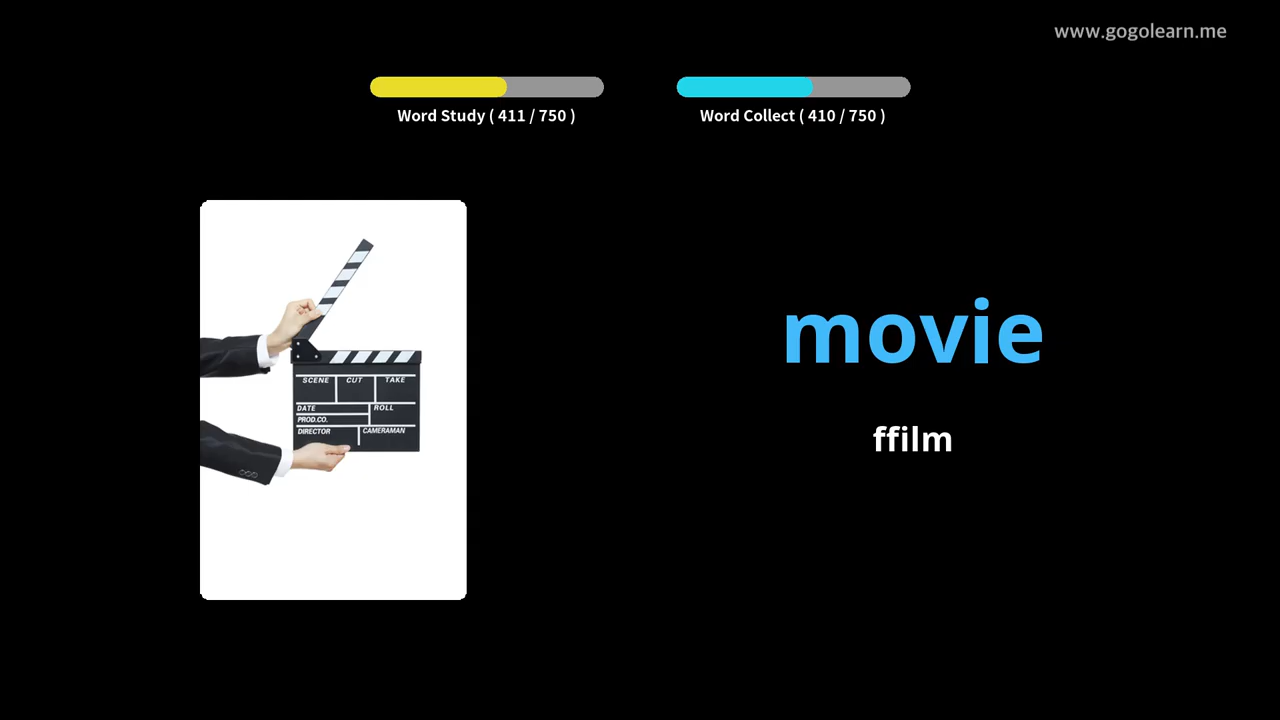 www.gogolearn.me
Word Study ( 411 / 750 )
Word Collect ( 410 / 750 )
movie
ffilm
SCENE CUT TAKE
DATE ROLL
PROD.CO.
DIRECTOR CAMERAMAN